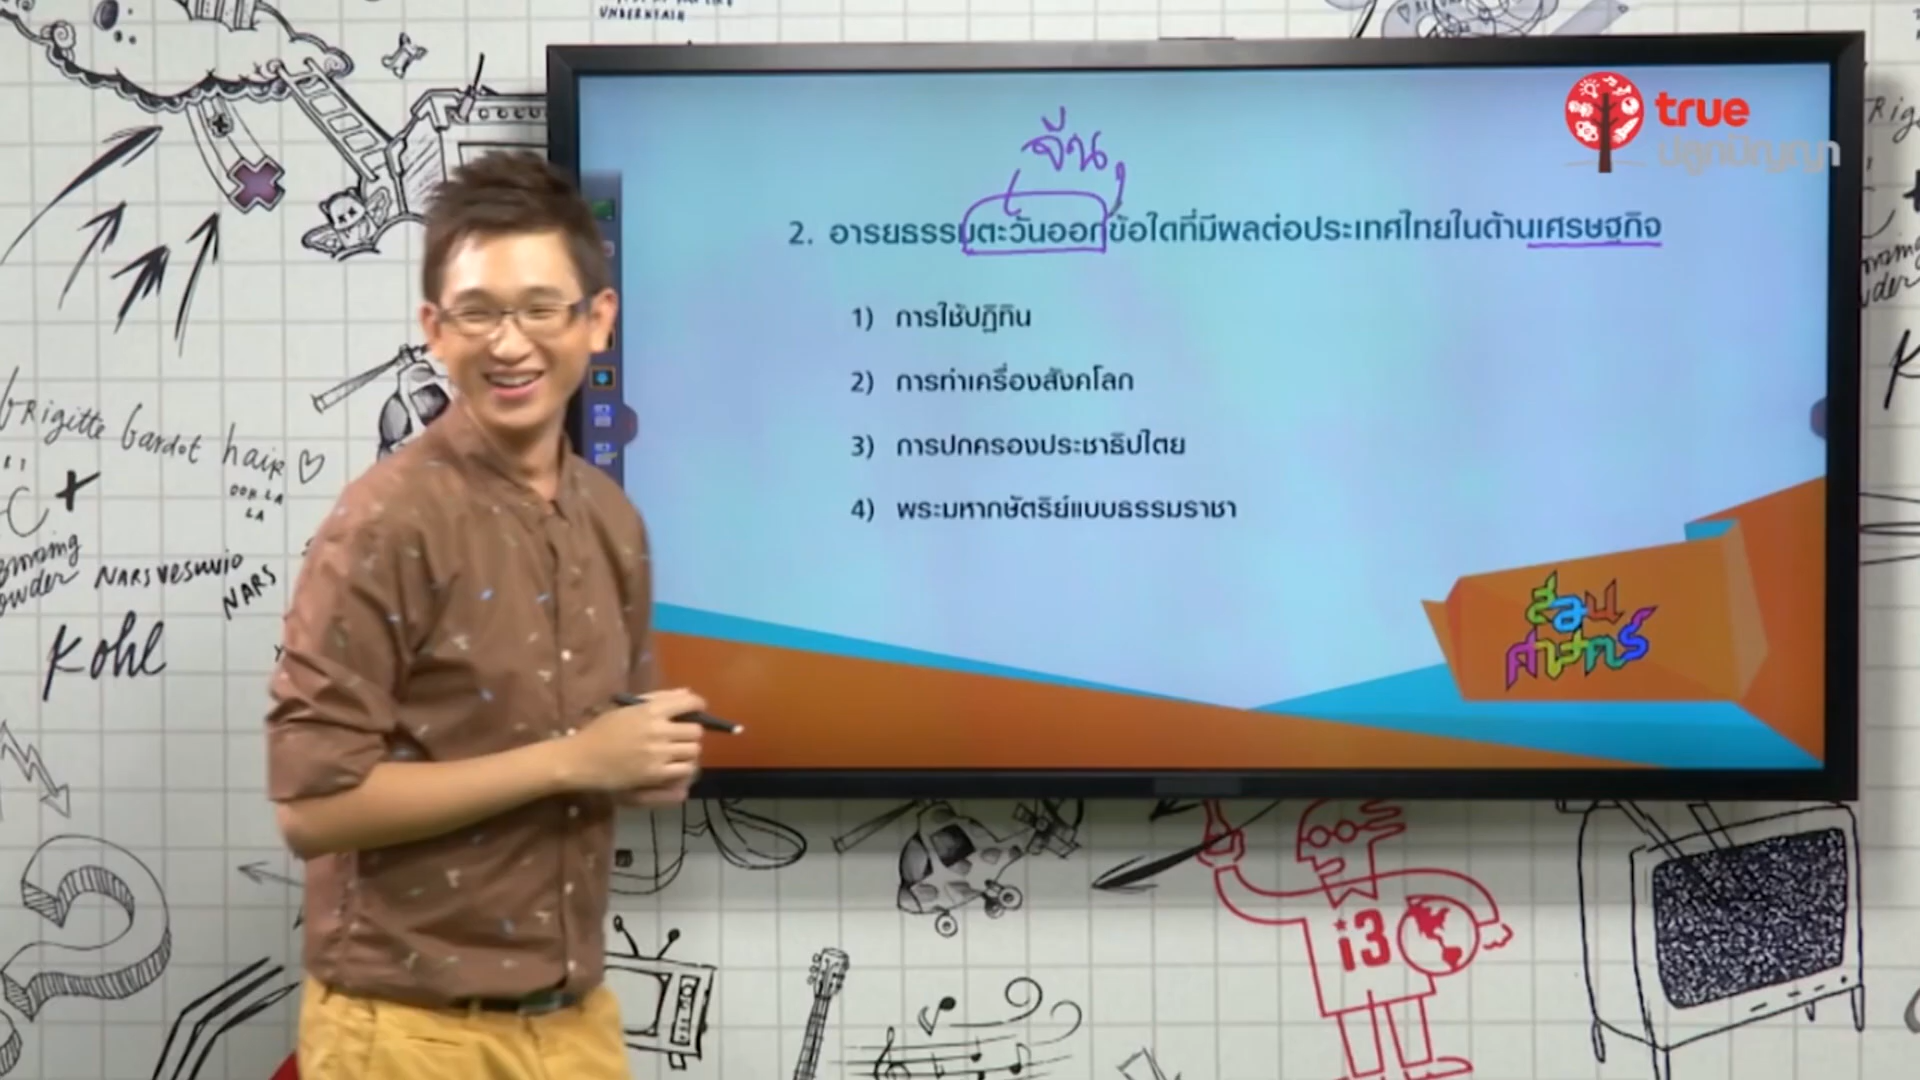 true
ปลูกปัญญา
จีน
2. อารยธรรมตะวันออกข้อใดที่มีผลต่อประเทศไทยในด้านเศรษฐกิจ
1) การใช้ปฏิทิน
2) การทำเครื่องสังคโลก
3) การปกครองประชาธิปไตย
4) พระมหากษัตริย์แบบธรรมราชา
สอน
ศาสตร์
Brigitte Bardot hair
OOH LA
LA
NARS vesuvio
NARS
Kohl
i3